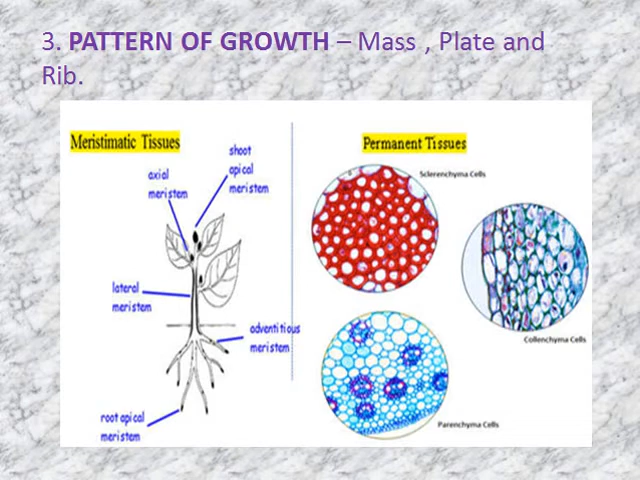 3. PATTERN OF GROWTH – Mass , Plate and
Rib.
Meristimatic Tissues
shoot
apical
meristem
axial
meristem
lateral
meristem
adventitious
meristem
root apical
meristem
Permanent Tissues
Sclerenchyma Cells
Collenchyma Cells
Parenchyma Cells